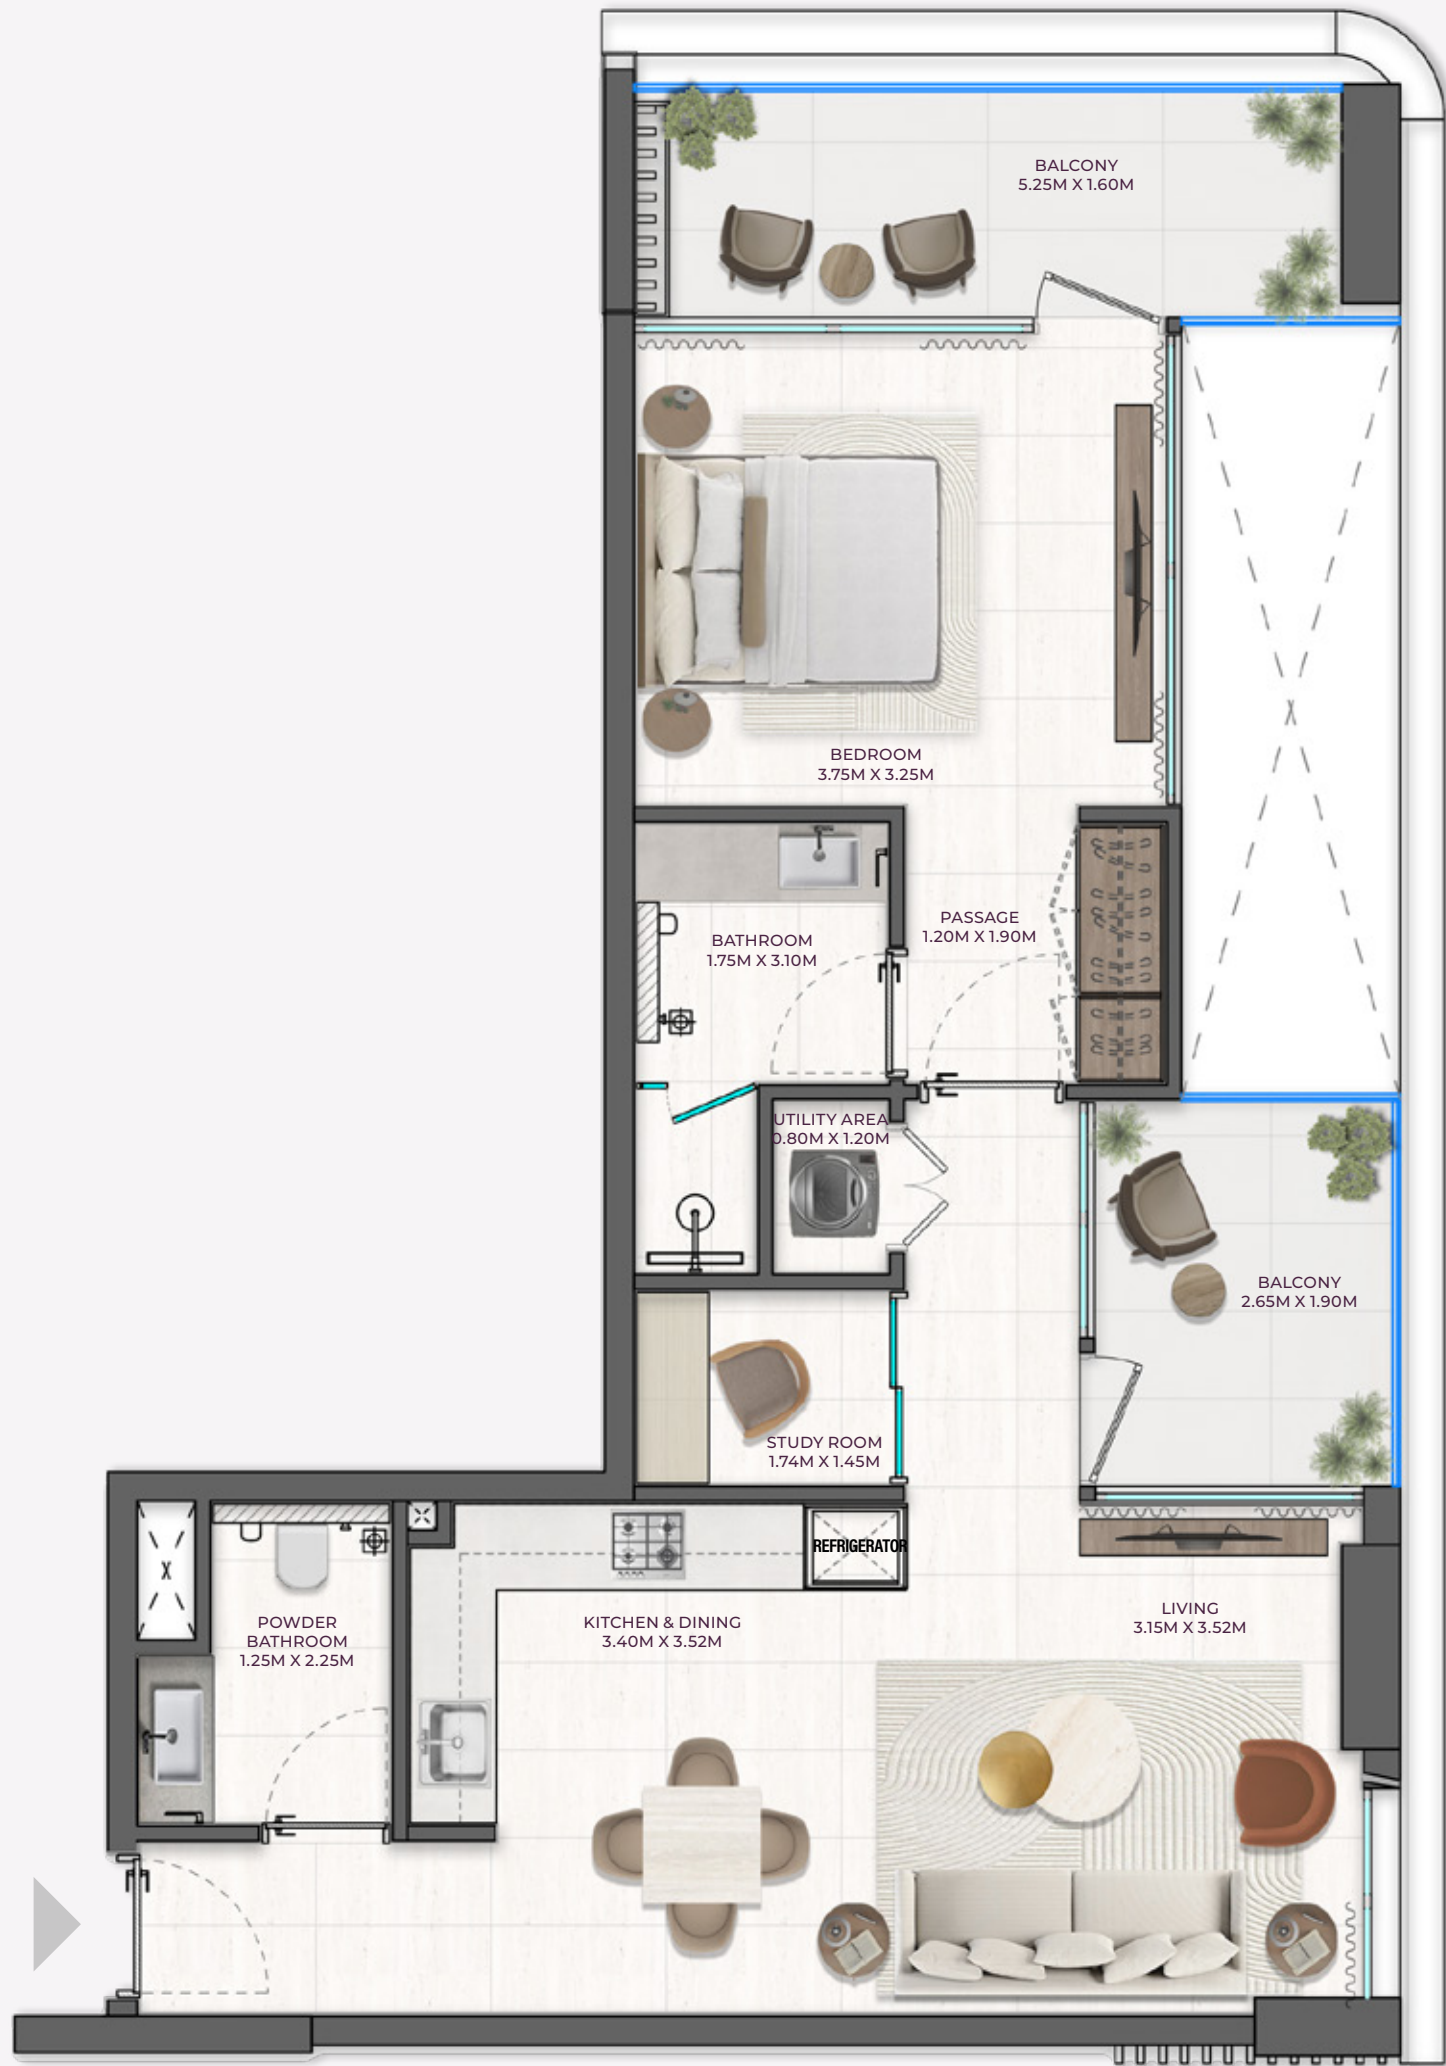 BALCONY
5.25M X 1.60M
BEDROOM
3.75M X 3.25M
PASSAGE
1.20M X 1.90M
BATHROOM
1.75M X 3.10M
UTILITY AREA
0.80M X 1.20M
BALCONY
2.65M X 1.90M
STUDY ROOM
1.74M X 1.45M
REFRIGERATOR
POWDER
BATHROOM
1.25M X 2.25M
KITCHEN & DINING
3.40M X 3.52M
LIVING
3.15M X 3.52M